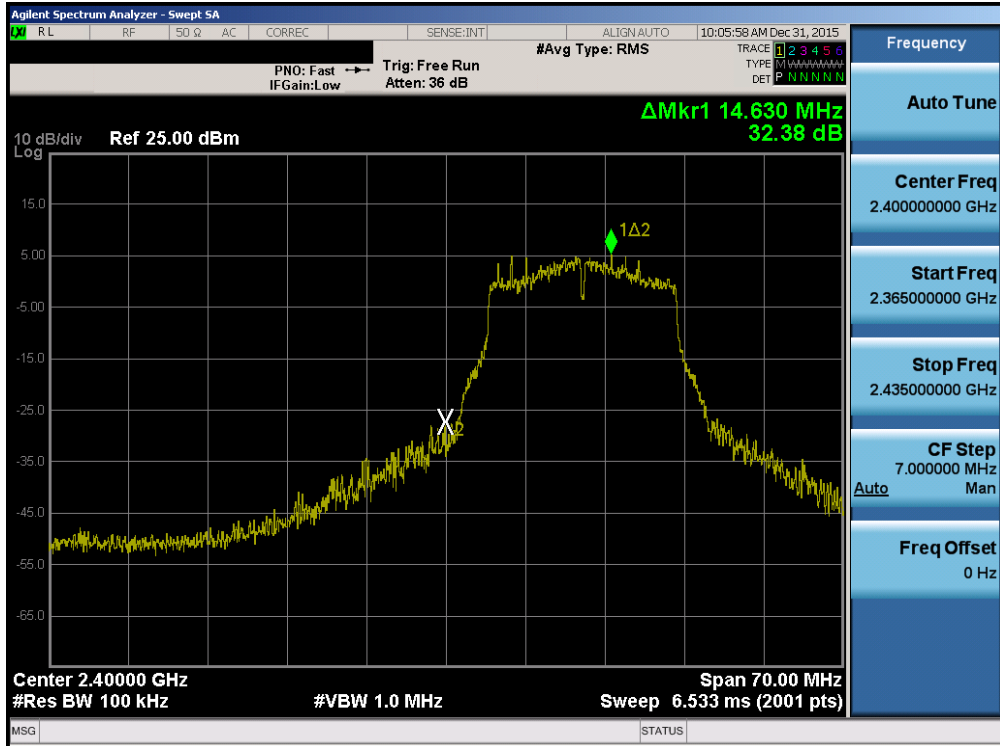 Agilent Spectrum Analyzer - Swept SA
LXI RL RF 50 Ω AC CORREC SENSE:INT ALIGN AUTO 10:05:58 AM Dec 31, 2015
#Avg Type: RMS TRACE 1 2 3 4 5 6
PNO: Fast Trig: Free Run TYPE M WWWWW
IFGain:Low Atten: 36 dB DET P N N N N N
ΔMkr1 14.630 MHz
32.38 dB
10 dB/div Ref 25.00 dBm
Log
15.0
5.00
-5.00
-15.0
-25.0
-35.0
-45.0
-55.0
-65.0
1Δ2
X2
Center 2.40000 GHz Span 70.00 MHz
#Res BW 100 kHz #VBW 1.0 MHz Sweep 6.533 ms (2001 pts)
MSG STATUS
Frequency
Auto Tune
Center Freq
2.400000000 GHz
Start Freq
2.365000000 GHz
Stop Freq
2.435000000 GHz
CF Step
7.000000 MHz
Auto Man
Freq Offset
0 Hz